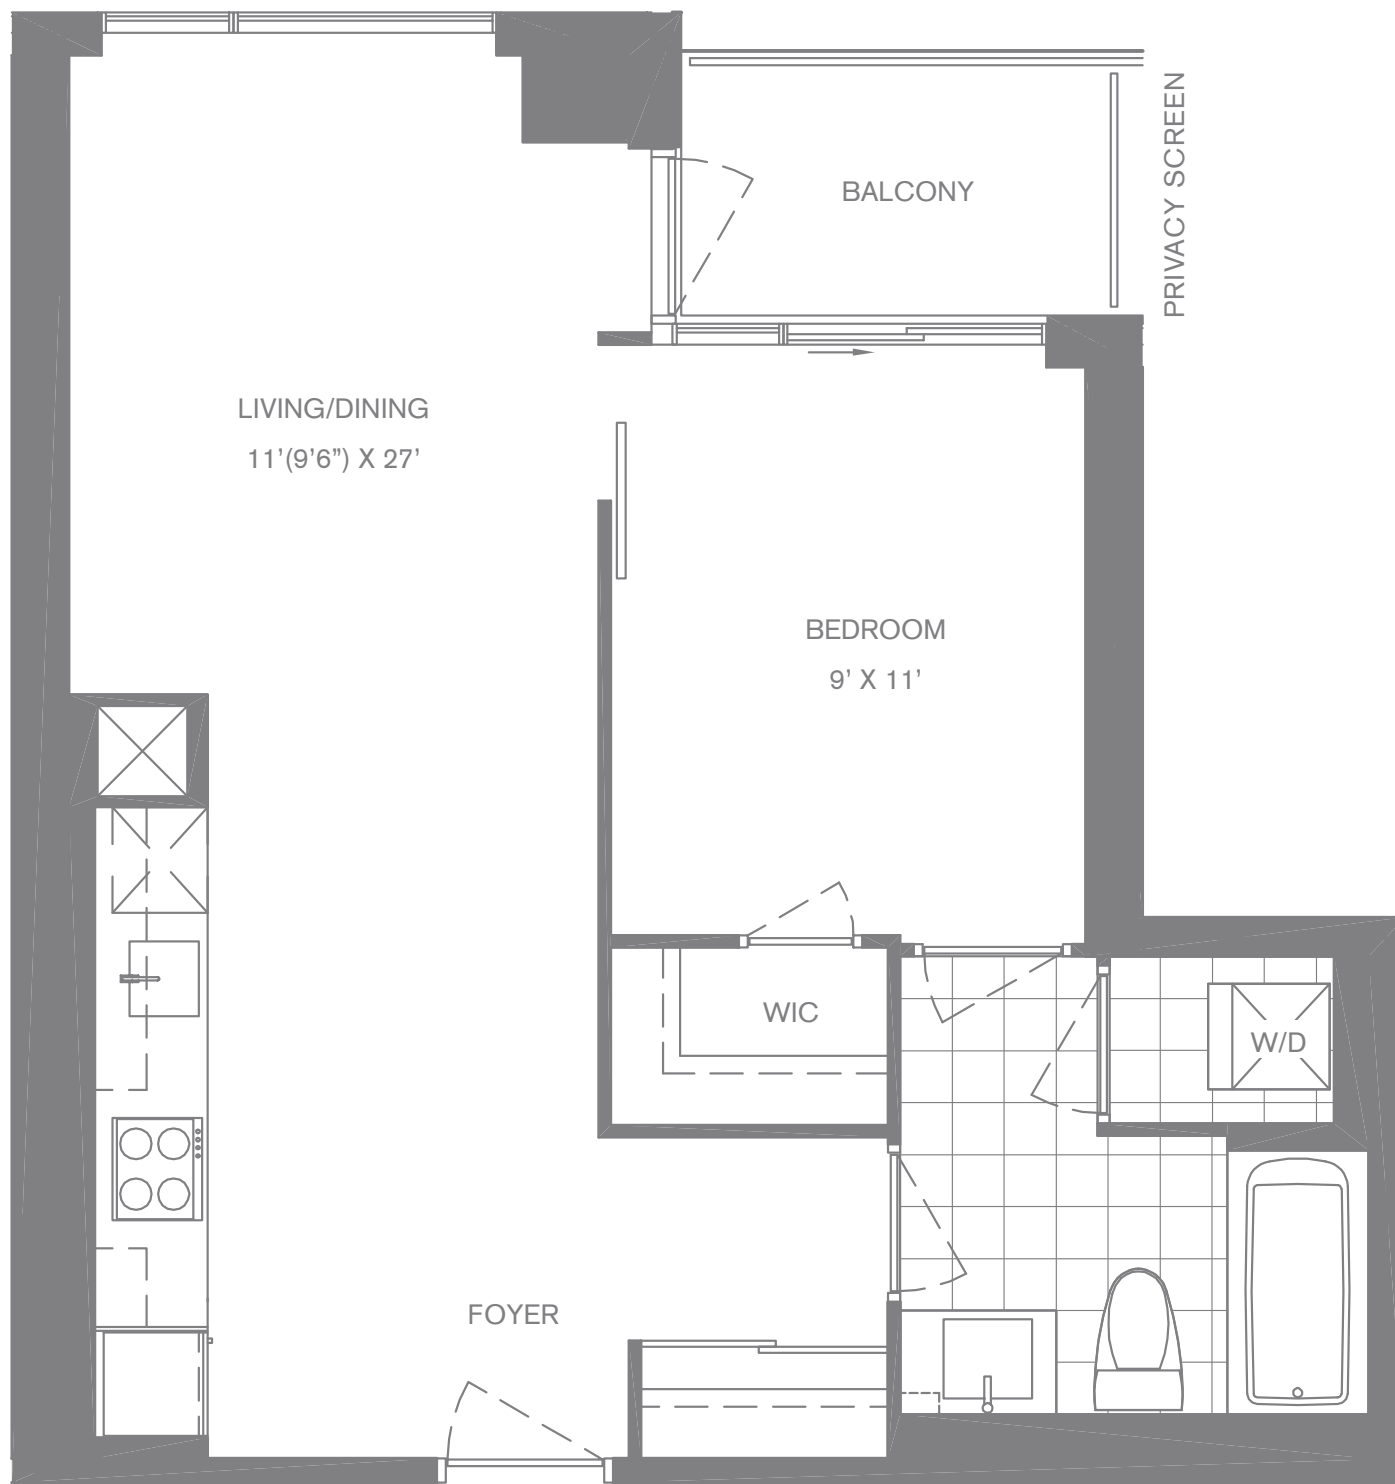 BALCONY
PRIVACY SCREEN
LIVING/DINING
11’(9’6”) X 27’
BEDROOM
9’ X 11’
WIC
W/D
FOYER